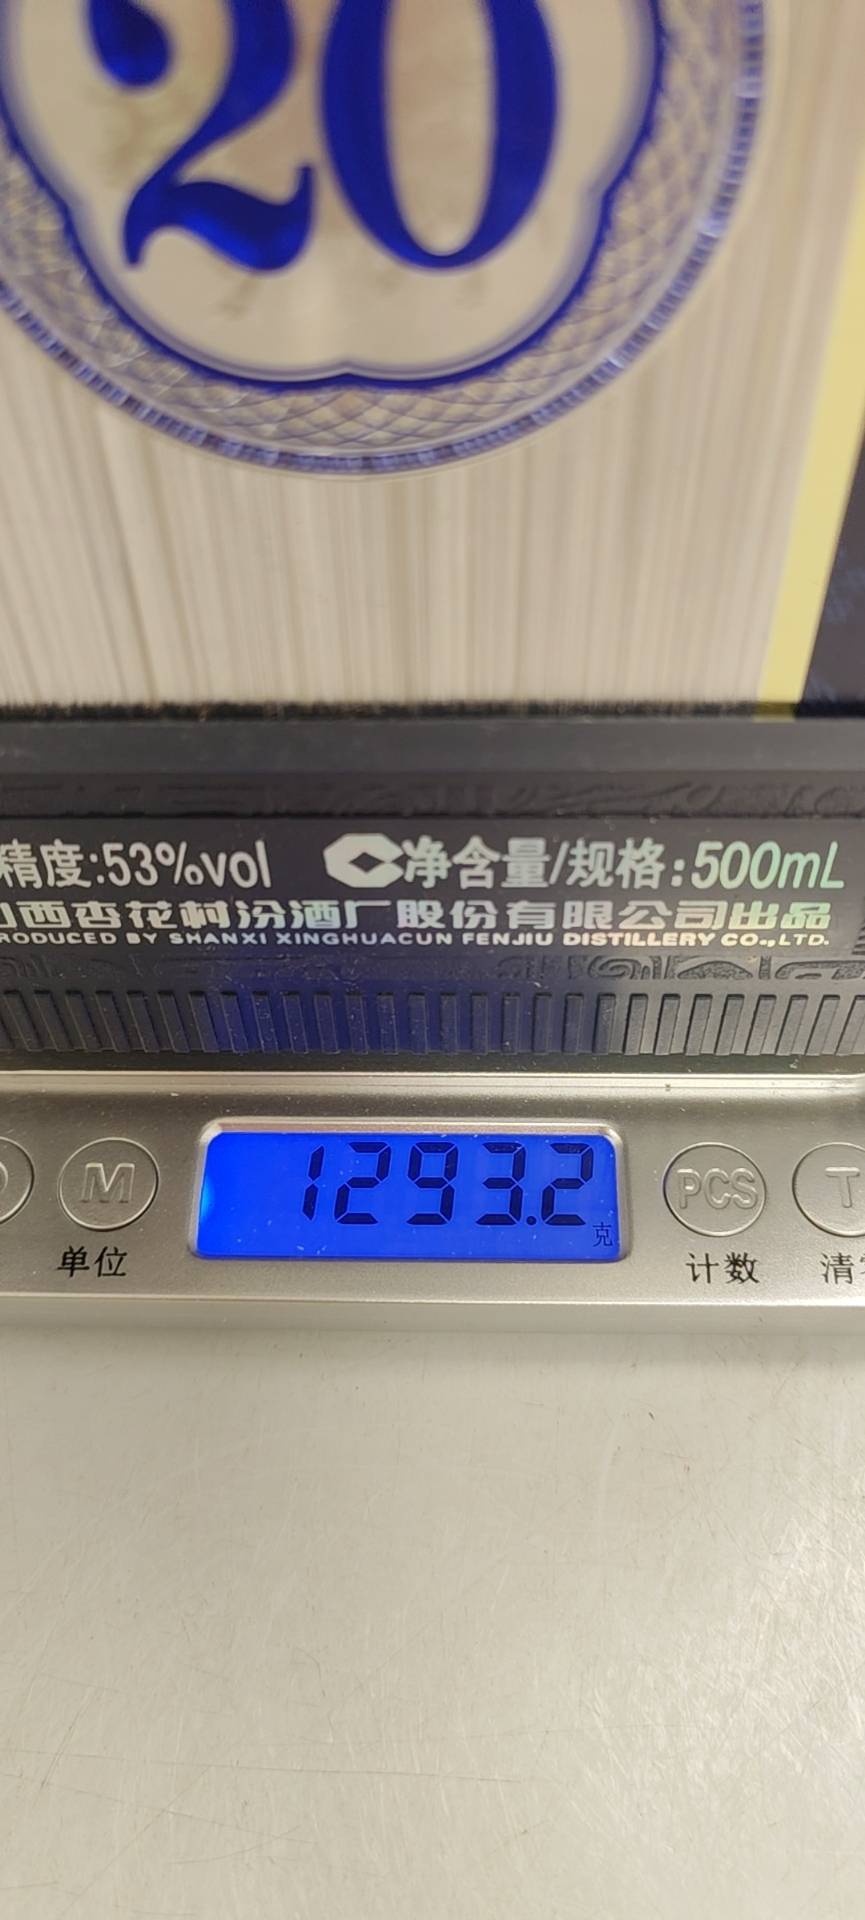 20
精度:53%vol 净含量/规格:500mL
山西杏花村汾酒厂股份有限公司出品
RODUCED BY SHANXI XINGHUACUN FENJIU DISTILLERY CO.,LTD.
M 1293.2 克 PCS T
单位 计数 清